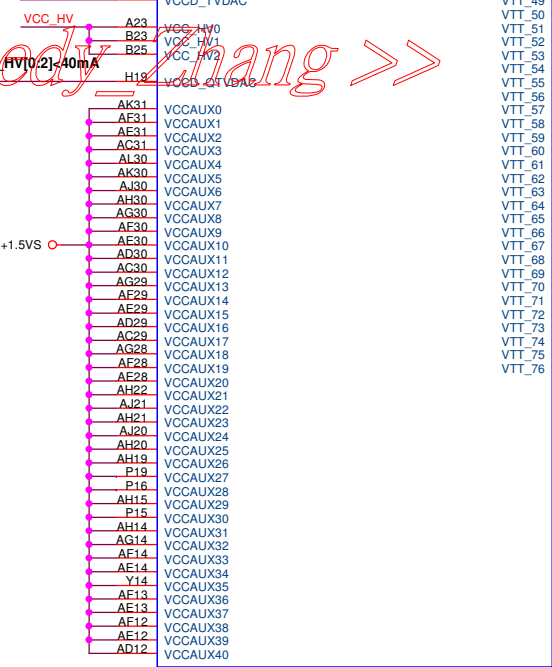 VCCD_TVDAC VTT_49
VCC_HV A23 VCC_HV0 VTT_50
B23 VCC_HV1 VTT_51
B25 VCC_HV2 VTT_52
VTT_53
HV[0:2]<40mA VTT_54
H19 VCCD_QTVDAC VTT_55
ody_Zhang >>
VTT_56
AK31 VCCAUX0 VTT_57
AF31 VCCAUX1 VTT_58
AE31 VCCAUX2 VTT_59
AC31 VCCAUX3 VTT_60
AL30 VCCAUX4 VTT_61
AK30 VCCAUX5 VTT_62
AJ30 VCCAUX6 VTT_63
AH30 VCCAUX7 VTT_64
AG30 VCCAUX8 VTT_65
AF30 VCCAUX9 VTT_66
+1.5VS AE30 VCCAUX10 VTT_67
AD30 VCCAUX11 VTT_68
AC30 VCCAUX12 VTT_69
AG29 VCCAUX13 VTT_70
AF29 VCCAUX14 VTT_71
AE29 VCCAUX15 VTT_72
AD29 VCCAUX16 VTT_73
AC29 VCCAUX17 VTT_74
AG28 VCCAUX18 VTT_75
AF28 VCCAUX19 VTT_76
AE28 VCCAUX20
AH22 VCCAUX21
AJ21 VCCAUX22
AH21 VCCAUX23
AJ20 VCCAUX24
AH20 VCCAUX25
AH19 VCCAUX26
P19 VCCAUX27
P16 VCCAUX28
AH15 VCCAUX29
P15 VCCAUX30
AH14 VCCAUX31
AG14 VCCAUX32
AF14 VCCAUX33
AE14 VCCAUX34
Y14 VCCAUX35
AF13 VCCAUX36
AE13 VCCAUX37
AF12 VCCAUX38
AE12 VCCAUX39
AD12 VCCAUX40